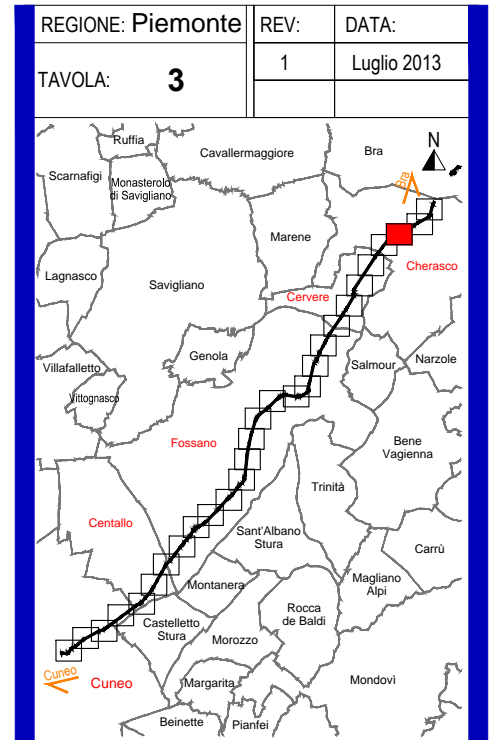 REGIONE: Piemonte
REV:
DATA:
TAVOLA: 3
1
Luglio 2013
Ruffia
Cavallermaggiore
Bra
N
Scarnafigi
Monasterolo
di Savigliano
Bra
Marene
Cherasco
Lagnasco
Savigliano
Cervere
Villafalletto
Genola
Salmour
Narzole
Vittognasco
Fossano
Bene
Vagienna
Trinità
Centallo
Sant'Albano
Stura
Carrù
Magliano
Alpi
Montanera
Rocca
de Baldi
Castelletto
Stura
Morozzo
Cuneo
Cuneo
Margarita
Mondovì
Beinette
Pianfei